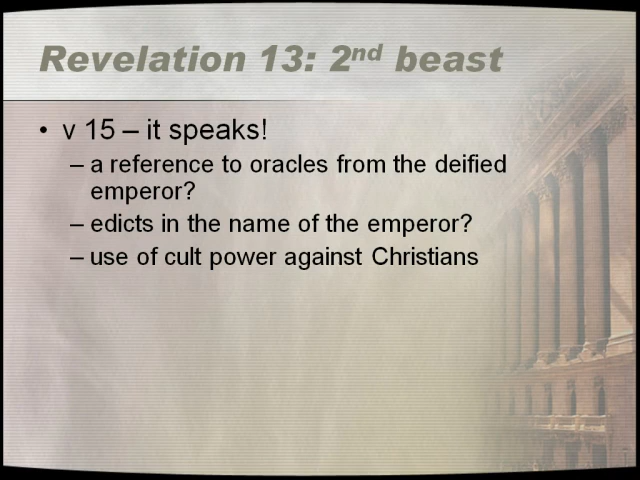 Revelation 13: 2nd beast
• v 15 – it speaks!
– a reference to oracles from the deified
emperor?
– edicts in the name of the emperor?
– use of cult power against Christians